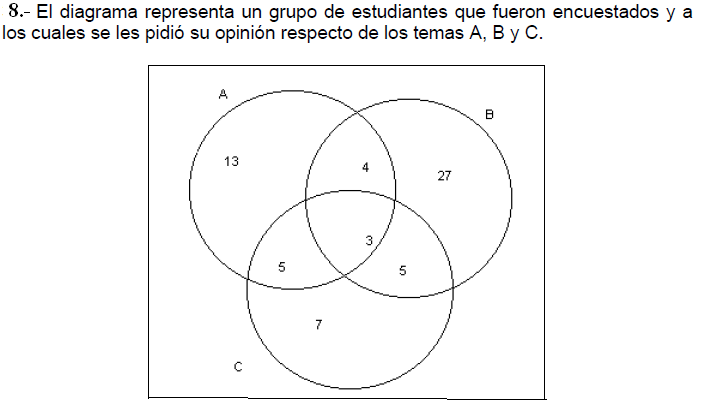 8.- El diagrama representa un grupo de estudiantes que fueron encuestados y a
los cuales se les pidió su opinión respecto de los temas A, B y C.
A
B
13
4
27
3
5
5
7
C